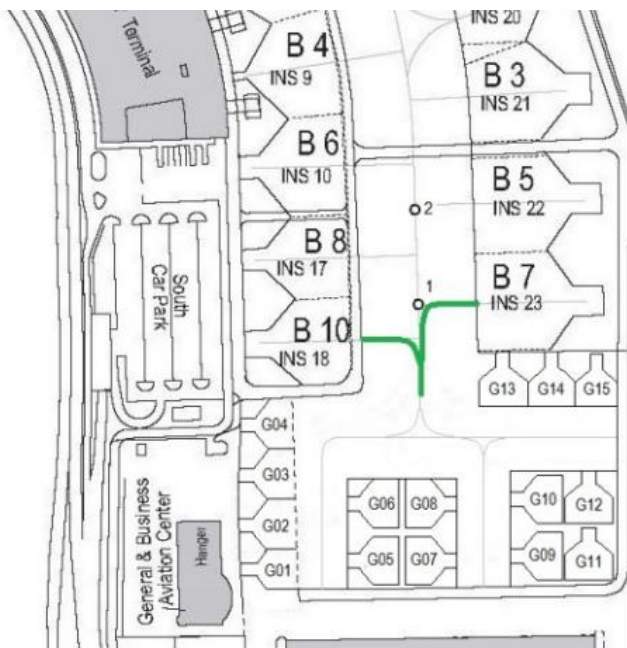 Terminal
B 4
INS 9
INS 20
B 3
INS 21
B 6
INS 10
B 5
INS 22
2
B 8
INS 17
South
Car Park
B 7
INS 23
1
B 10
INS 18
G13
G14
G15
G04
G03
G02
G01
G06
G08
G05
G07
G10
G12
G09
G11
General & Business
/Aviation Center
Hanger